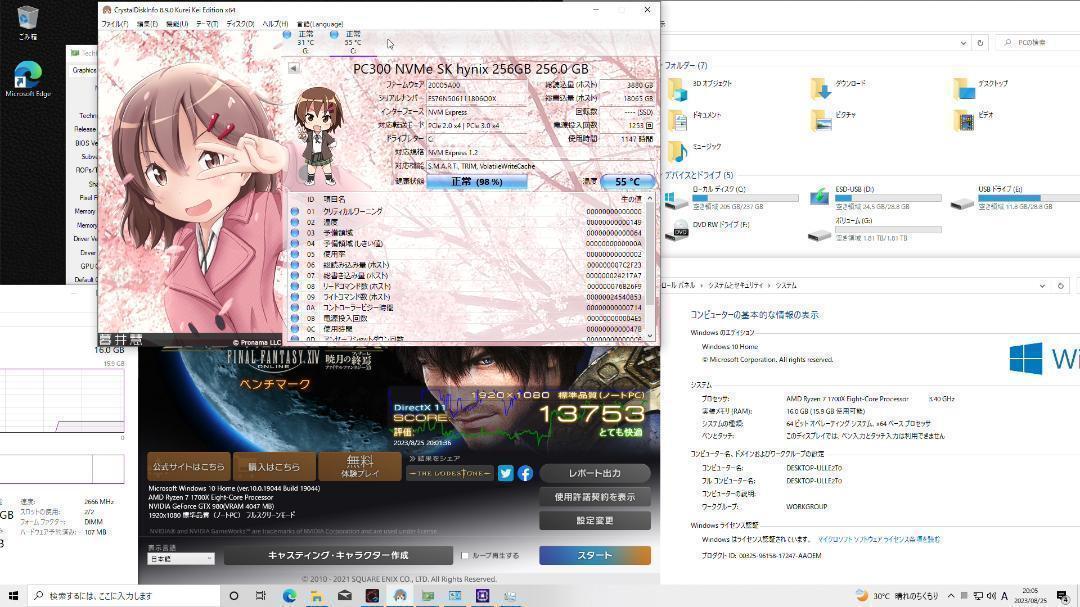 ごみ箱
Microsoft Edge
CrystalDiskInfo 8.9.0 Kurei Kei Edition x64
ファイル(F) 編集(E) 機能(U) テーマ(T) ディスク(D) ヘルプ(H) 言語(Language)
正常 正常
31 °C 55 °C
G: C:
PC300 NVMe SK hynix 256GB 256.0 GB
ファームウェア 20005A00 総読込量 (ホスト) 3880 GB
シリアルナンバー ES76N506111806O0X 総書込量 (ホスト) 18065 GB
インターフェース NVM Express 回転数 ---- (SSD)
対応転送モード PCIe 2.0 x4 | PCIe 3.0 x4 電源投入回数 1253 回
ドライブレター C: 使用時間 1147 時間
対応規格 NVM Express 1.2
対応機能 S.M.A.R.T., TRIM, VolatileWriteCache
健康状態 正常 (98 %) 温度 55 °C
ID 項目名 生の値
01 クリティカルワーニング 00000000000000
02 温度 00000000000149
03 予備領域 00000000000064
04 予備領域 (しきい値) 0000000000000A
05 使用率 00000000000002
06 総読み込み量 (ホスト) 000000007C2F23
07 総書き込み量 (ホスト) 000000024217A7
08 リードコマンド数 (ホスト) 000000076B26F9
09 ライトコマンド数 (ホスト) 00000024540853
0A コントローラービジー時間 00000000000714
0B 電源投入回数 000000000004E5
0C 使用時間 0000000000047B
蒼井慧
© Pronama LLC
Graphics
Release
BIOS Ve
Subve
ROPs/T
Sha
Pixel F
Memory
Memory
Driver Ver
Driver D
GPU C
Default C
16.0 GB
15.9 GB
0
速度: 2666 MHz
スロットの使用: 2/2
フォーム ファクター: DIMM
ハードウェア予約済み: 107 MB
FINAL FANTASY XIV
ONLINE
暁月の終焉
ベンチマーク
1920x1080 標準品質(ノートPC)
DirectX 11
SCORE 13753
評価: とても快適
2023/8/25 20:01:36
公式サイトはこちら
購入はこちら
無料
体験プレイ
≫ 結果をシェア
THE LODESTONE
レポート出力
使用許諾契約を表示
設定変更
Microsoft Windows 10 Home (ver.10.0.19044 Build 19044)
AMD Ryzen 7 1700X Eight-Core Processor
NVIDIA GeForce GTX 980(VRAM 4047 MB)
1920x1080 標準品質 (ノートPC) フルスクリーンモード
NVIDIA® and NVIDIA GameWorks™ are trademarks of NVIDIA Corporation and are used under license.
表示言語
日本語
キャスティング・キャラクター作成
ループ再生する
スタート
© 2010 - 2021 SQUARE ENIX CO., LTD. All Rights Reserved.
PCの検索
フォルダー (7)
3D オブジェクト
ダウンロード
デスクトップ
ドキュメント
ピクチャ
ビデオ
ミュージック
デバイスとドライブ (5)
ローカル ディスク (C:)
空き領域 205 GB/237 GB
ESD-USB (D:)
空き領域 24.5 GB/28.8 GB
USB ドライブ (E:)
空き領域 11.8 GB/28.8 GB
DVD RW ドライブ (F:)
ボリューム (G:)
空き領域 1.81 TB/1.81 TB
ロール パネル › システムとセキュリティ › システム
コンピューターの基本的な情報の表示
Windows のエディション
Windows 10 Home
© Microsoft Corporation. All rights reserved.
Wi
システム
プロセッサ: AMD Ryzen 7 1700X Eight-Core Processor 3.40 GHz
実装メモリ (RAM): 16.0 GB (15.9 GB 使用可能)
システムの種類: 64 ビット オペレーティング システム、x64 ベース プロセッサ
ペンとタッチ: このディスプレイでは、ペン入力とタッチ入力は利用できません
コンピューター名、ドメインおよびワークグループの設定
コンピューター名: DESKTOP-ULLEzTo
フル コンピューター名: DESKTOP-ULLEzTo
コンピューターの説明:
ワークグループ: WORKGROUP
Windows ライセンス認証
Windows はライセンス認証されています。 マイクロソフト ソフトウェア ライセンス条項を読む
プロダクト ID: 00325-96158-17247-AAOEM
検索するには、ここに入力します
30°C 晴れのちくもり
A
20:05
2023/08/25
4